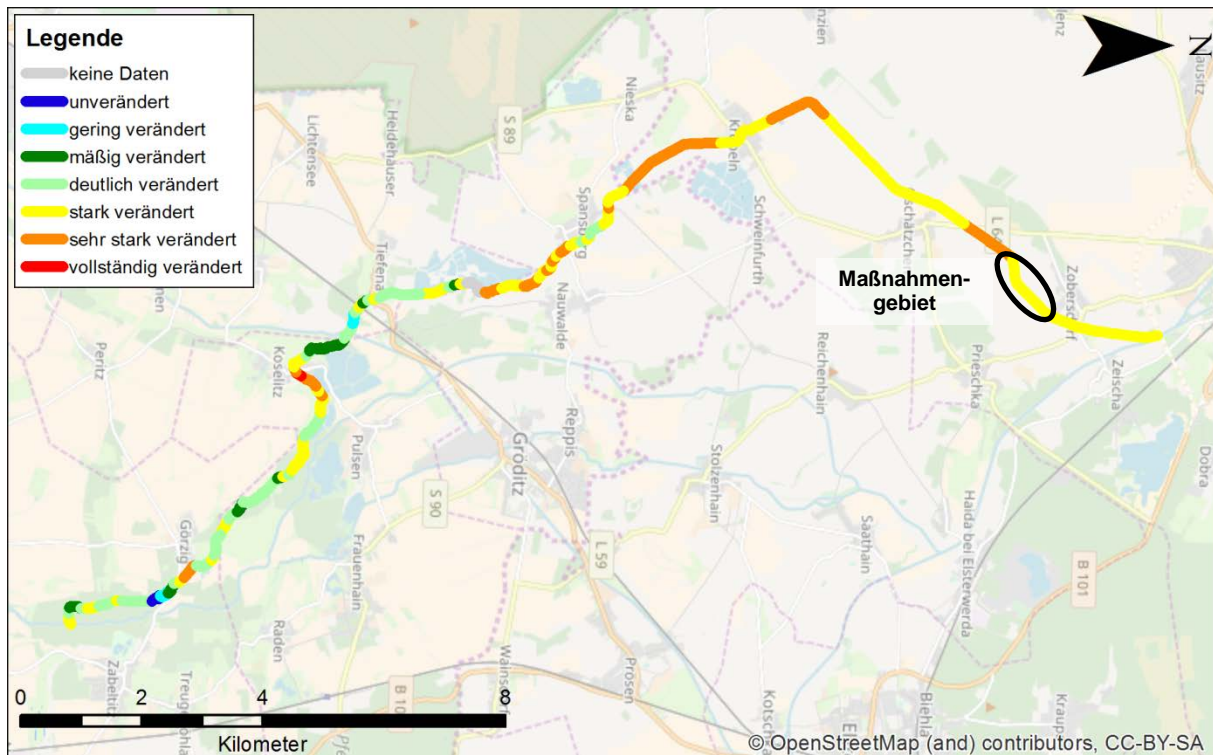 Legende
keine Daten
unverändert
gering verändert
mäßig verändert
deutlich verändert
stark verändert
sehr stark verändert
vollständig verändert
N
Lichtensee
Heidehäuser
S 89
Nieska
Spansberg
Tiefenau
Nauwalde
Schweinfurth
Maßnahmen-
gebiet
Zobersdorf
Zeischa
Prieschka
Reichenhain
Dobra
Peritz
Koselitz
Pulsen
Reppis
Gröditz
S 90
Stolzenhain
Saathain
Haida bei Elsterwerda
B 101
L 59
Görzig
Frauenhain
Raden
Zabeltitz
Prösen
Biehla
0
2
4
8
Kilometer
© OpenStreetMap (and) contributors, CC-BY-SA